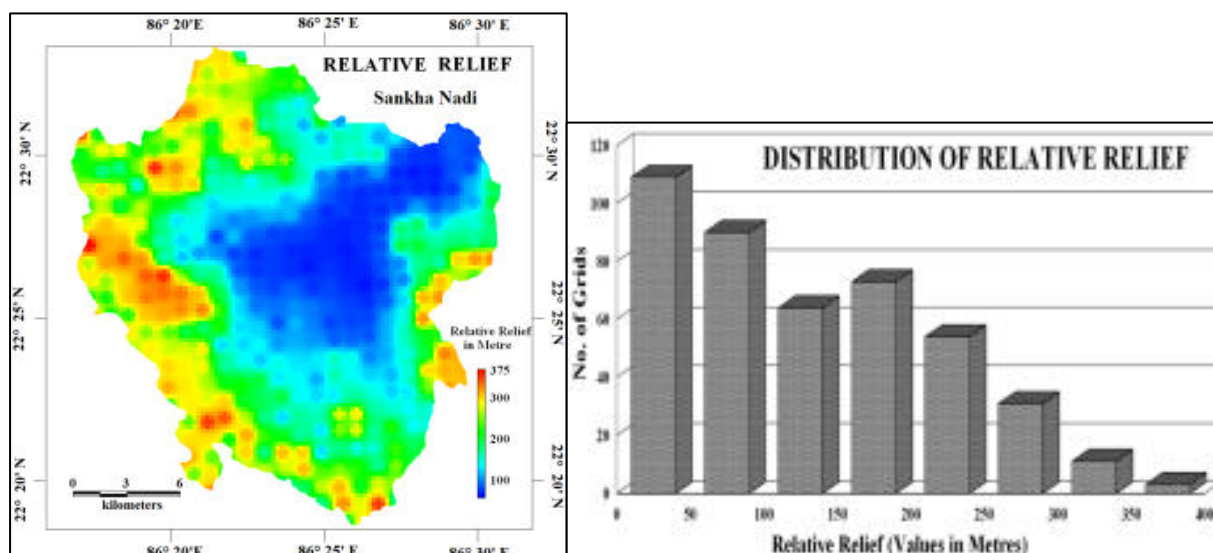 86° 20'E 86° 25' E 86° 30' E
RELATIVE RELIEF
Sankha Nadi
22° 30' N
22° 25' N
22° 20' N
22° 30' N
22° 25' N
22° 20' N
Relative Relief
in Metre
375
300
200
100
0 3 6
kilometers
86° 20'E 86° 25' E 86° 30' E
DISTRIBUTION OF RELATIVE RELIEF
No. of Grids
120
100
80
60
40
20
0
0 50 100 150 200 250 300 350 400
Relative Relief (Values in Metres)